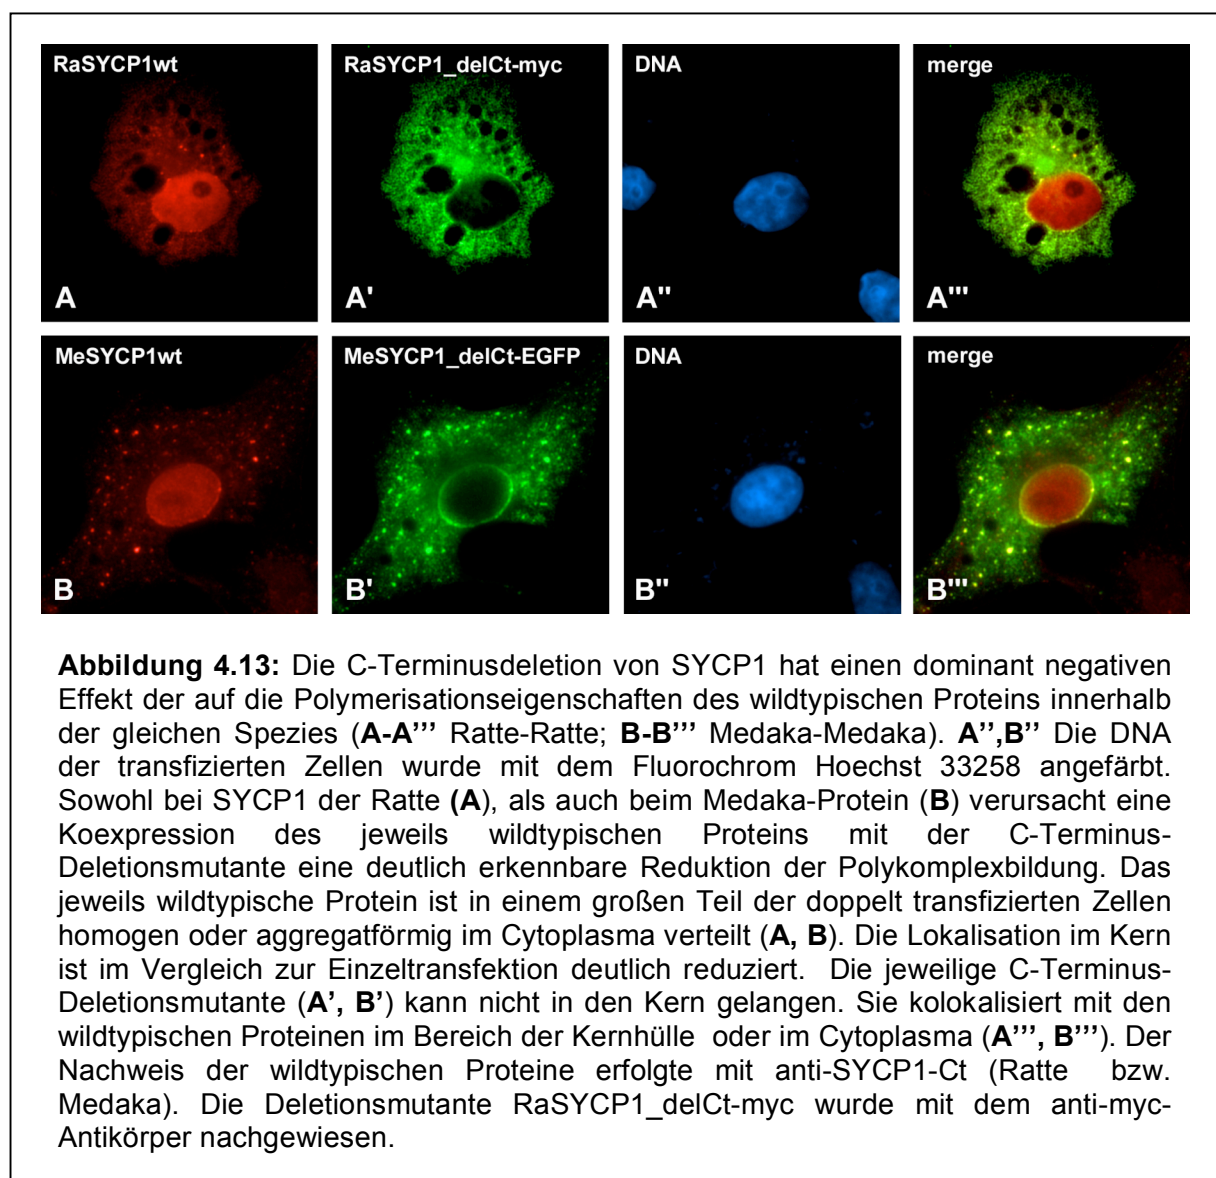 RaSYCP1wt
RaSYCP1_delCt-myc
DNA
merge
A
A'
A''
A'''
MeSYCP1wt
MeSYCP1_delCt-EGFP
DNA
merge
B
B'
B''
B'''
Abbildung 4.13: Die C-Terminusdeletion von SYCP1 hat einen dominant negativen
Effekt der auf die Polymerisationseigenschaften des wildtypischen Proteins innerhalb
der gleichen Spezies (A-A’’’ Ratte-Ratte; B-B’’’ Medaka-Medaka). A’’,B’’ Die DNA
der transfizierten Zellen wurde mit dem Fluorochrom Hoechst 33258 angefärbt.
Sowohl bei SYCP1 der Ratte (A), als auch beim Medaka-Protein (B) verursacht eine
Koexpression des jeweils wildtypischen Proteins mit der C-Terminus-
Deletionsmutante eine deutlich erkennbare Reduktion der Polykomplexbildung. Das
jeweils wildtypische Protein ist in einem großen Teil der doppelt transfizierten Zellen
homogen oder aggregatförmig im Cytoplasma verteilt (A, B). Die Lokalisation im Kern
ist im Vergleich zur Einzeltransfektion deutlich reduziert. Die jeweilige C-Terminus-
Deletionsmutante (A’, B’) kann nicht in den Kern gelangen. Sie kolokalisiert mit den
wildtypischen Proteinen im Bereich der Kernhülle oder im Cytoplasma (A’’’, B’’’). Der
Nachweis der wildtypischen Proteine erfolgte mit anti-SYCP1-Ct (Ratte bzw.
Medaka). Die Deletionsmutante RaSYCP1_delCt-myc wurde mit dem anti-myc-
Antikörper nachgewiesen.